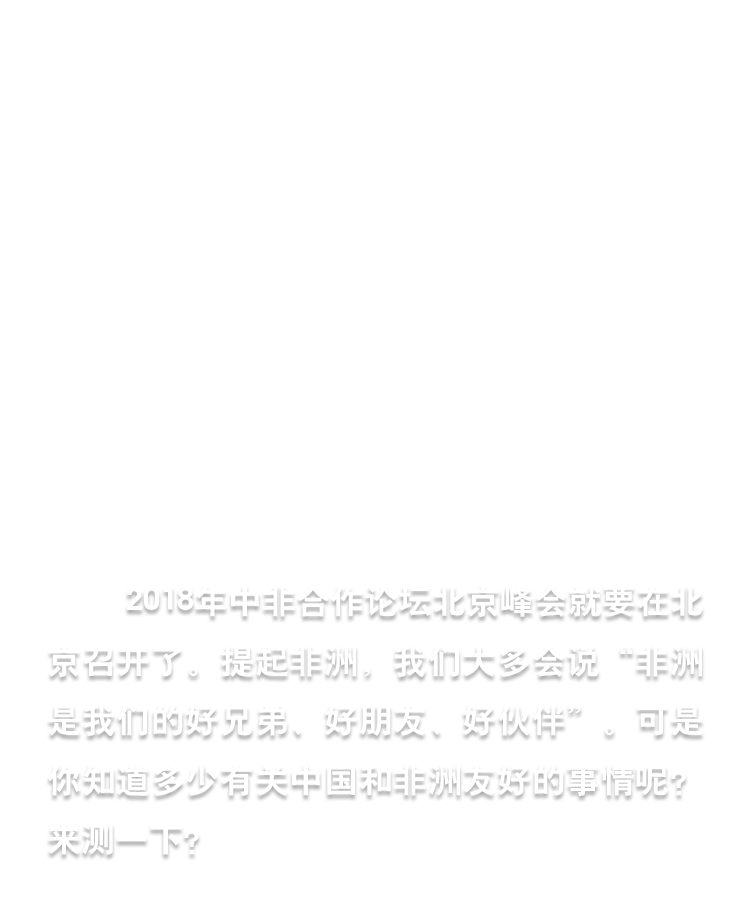 2018年中非合作论坛北京峰会就要在北
京召开了。提起非洲，我们大多会说“非洲
是我们的好兄弟、好朋友、好伙伴”。可是
你知道多少有关中国和非洲友好的事情呢？
来测一下？